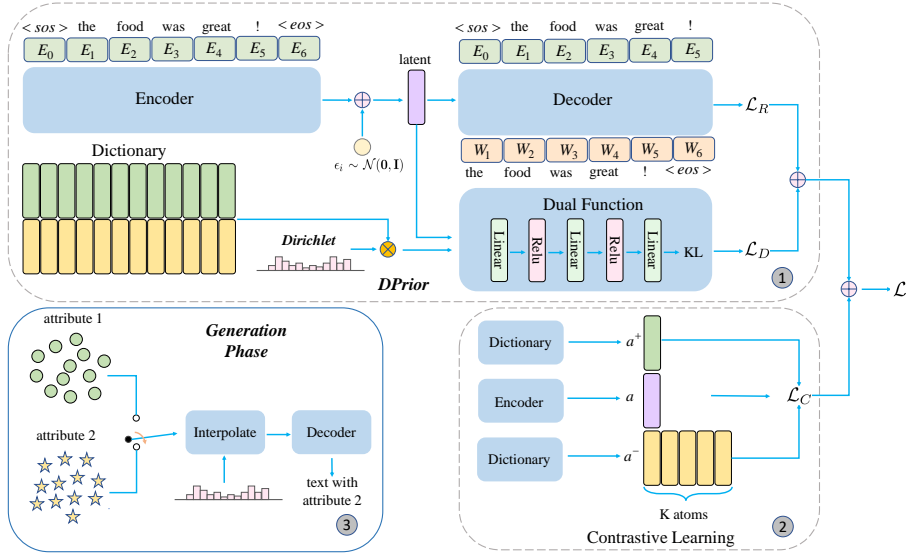 < sos > the food was great ! < eos >
E₀ E₁ E₂ E₃ E₄ E₅ E₆
Encoder
latent
ϵᵢ ∼ 𝒩(𝟎, 𝐈)
< sos > the food was great !
E₀ E₁ E₂ E₃ E₄ E₅
Decoder
W₁ W₂ W₃ W₄ W₅ W₆
the food was great ! < eos >
ℒ_R
Dictionary
Dirichlet
DPrior
Dual Function
Linear Relu Linear Relu Linear KL
ℒ_D
1
ℒ
attribute 1
Generation
Phase
attribute 2
Interpolate
Decoder
text with
attribute 2
3
Dictionary a⁺
Encoder a
Dictionary a⁻
ℒ_C
K atoms
Contrastive Learning
2